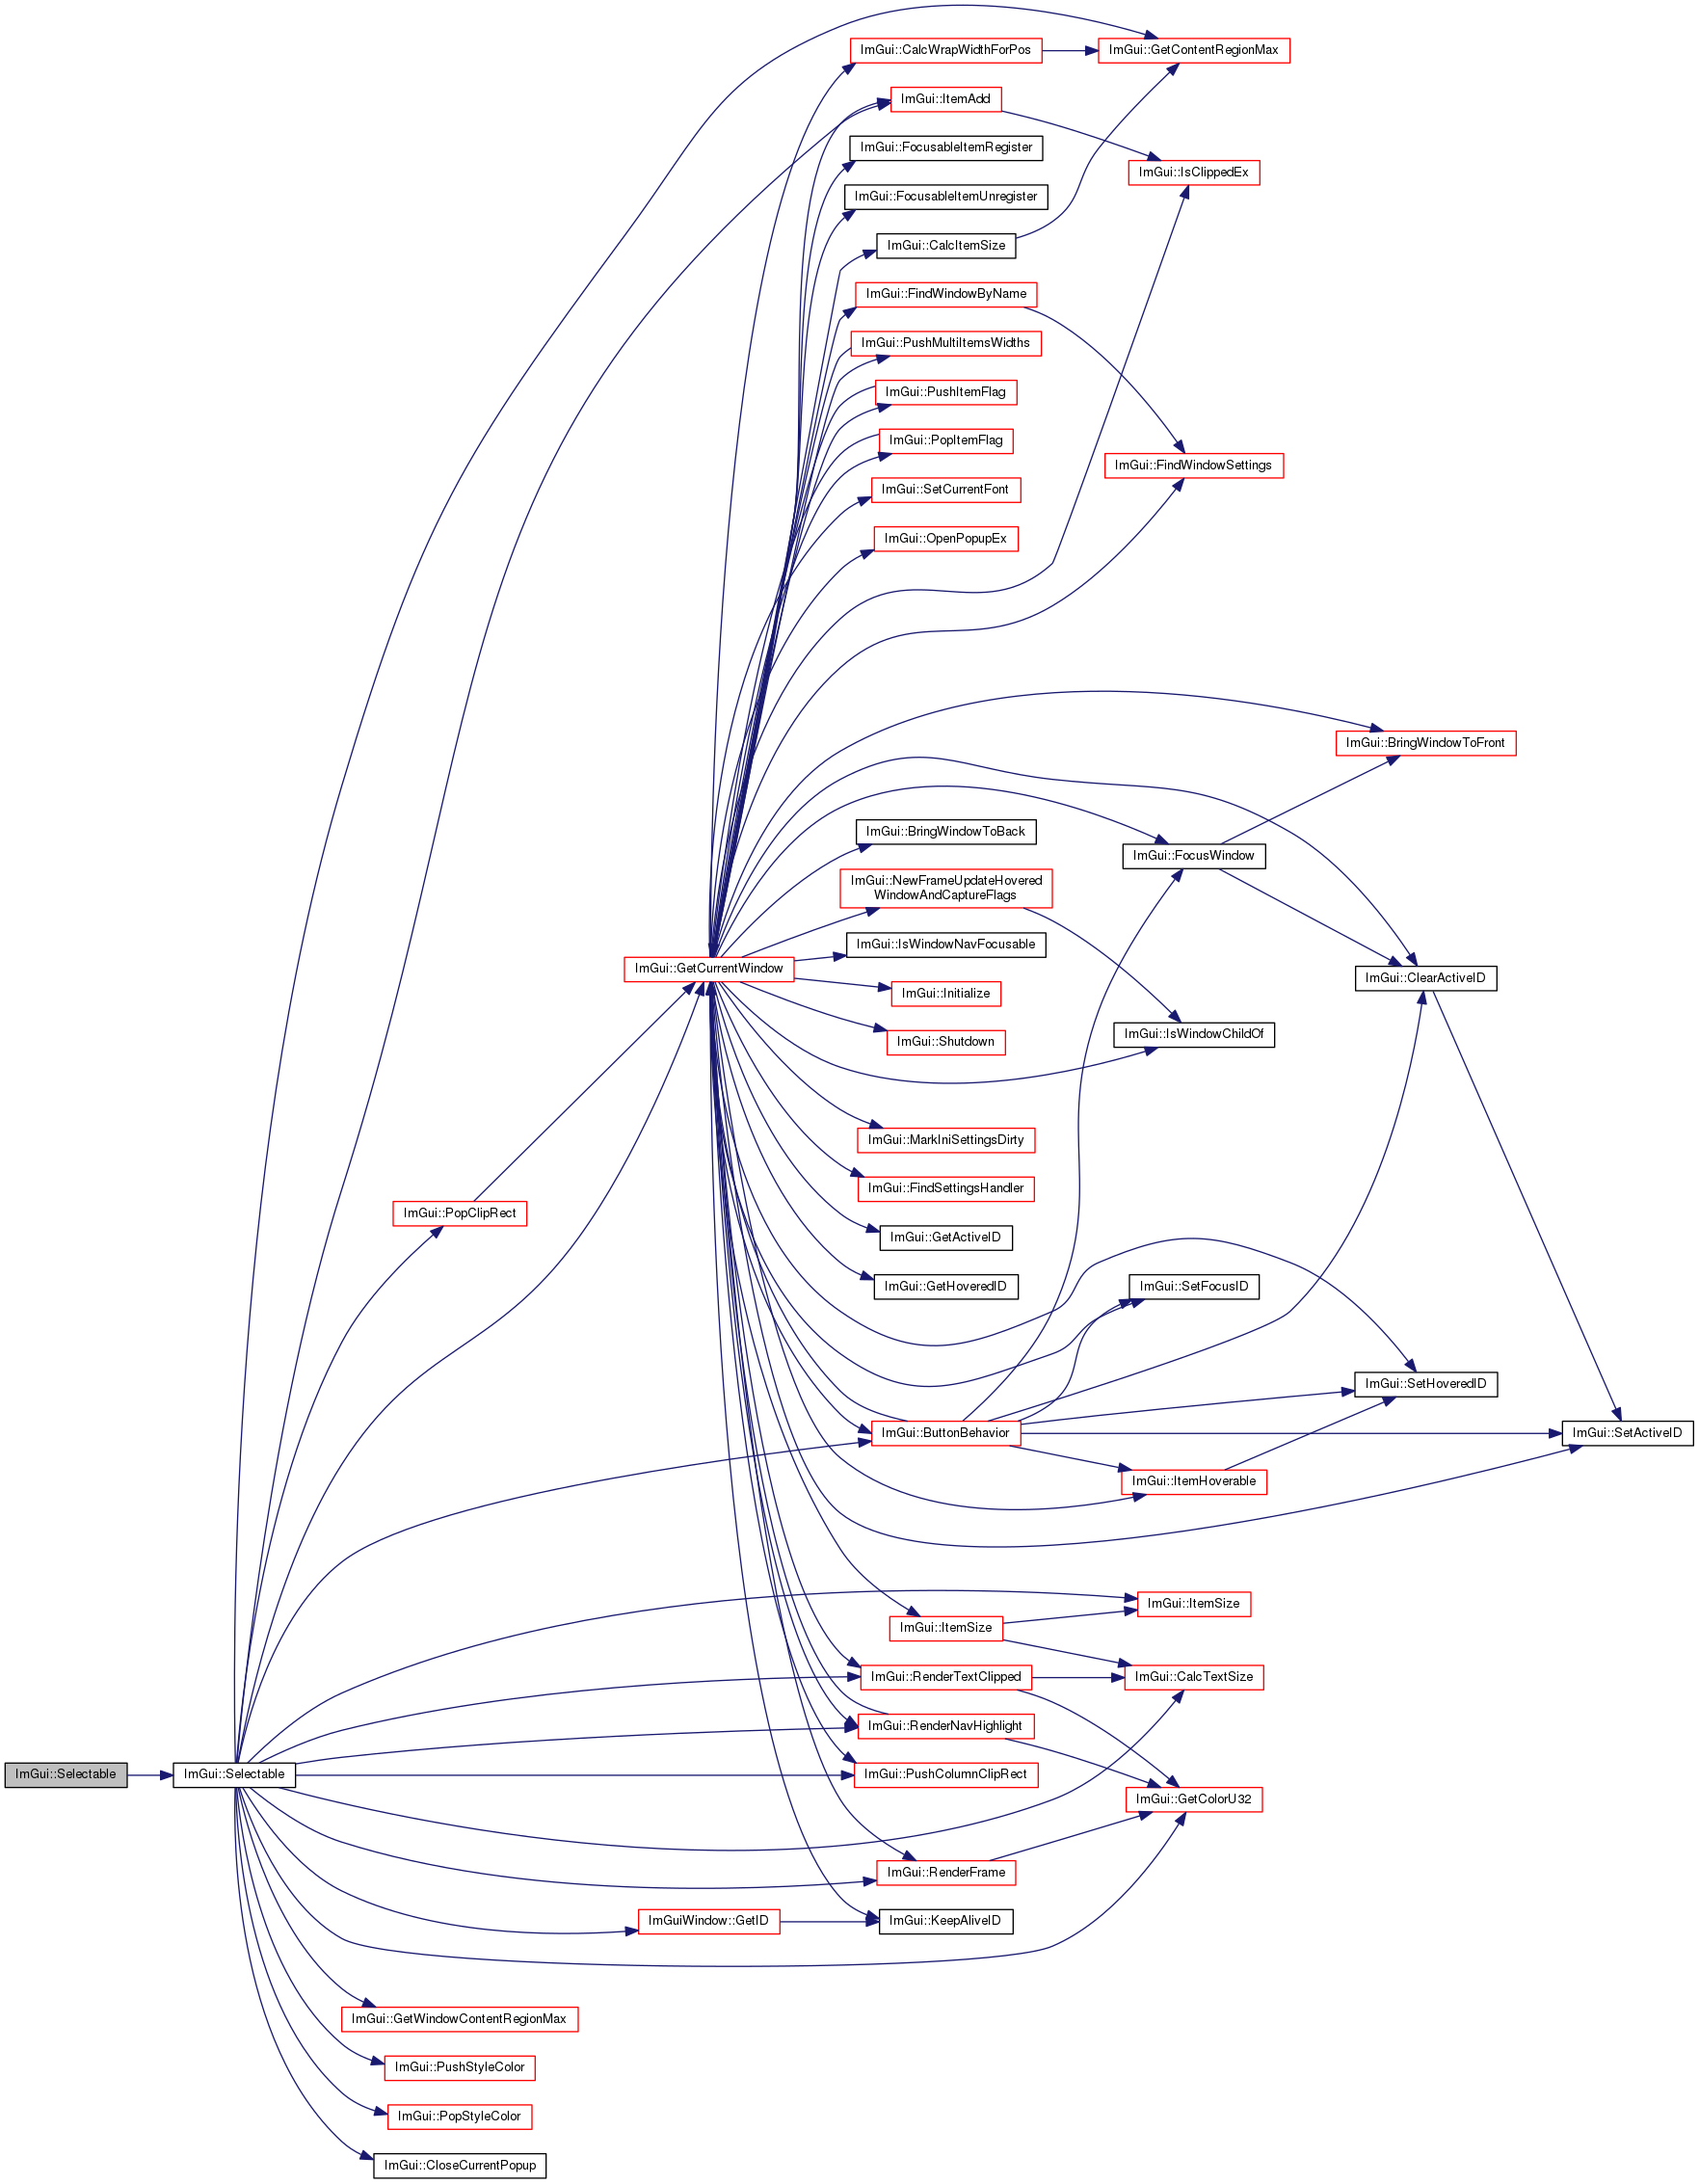 ImGui::CalcWrapWidthForPos
ImGui::GetContentRegionMax
ImGui::ItemAdd
ImGui::FocusableItemRegister
ImGui::IsClippedEx
ImGui::FocusableItemUnregister
ImGui::CalcItemSize
ImGui::FindWindowByName
ImGui::PushMultiItemsWidths
ImGui::PushItemFlag
ImGui::PopItemFlag
ImGui::FindWindowSettings
ImGui::SetCurrentFont
ImGui::OpenPopupEx
ImGui::BringWindowToFront
ImGui::BringWindowToBack
ImGui::FocusWindow
ImGui::NewFrameUpdateHovered
WindowAndCaptureFlags
ImGui::IsWindowNavFocusable
ImGui::GetCurrentWindow
ImGui::ClearActiveID
ImGui::Initialize
ImGui::IsWindowChildOf
ImGui::Shutdown
ImGui::MarkIniSettingsDirty
ImGui::FindSettingsHandler
ImGui::PopClipRect
ImGui::GetActiveID
ImGui::GetHoveredID
ImGui::SetFocusID
ImGui::SetHoveredID
ImGui::ButtonBehavior
ImGui::SetActiveID
ImGui::ItemHoverable
ImGui::ItemSize
ImGui::ItemSize
ImGui::RenderTextClipped
ImGui::CalcTextSize
ImGui::RenderNavHighlight
ImGui::Selectable
ImGui::Selectable
ImGui::PushColumnClipRect
ImGui::GetColorU32
ImGui::RenderFrame
ImGuiWindow::GetID
ImGui::KeepAliveID
ImGui::GetWindowContentRegionMax
ImGui::PushStyleColor
ImGui::PopStyleColor
ImGui::CloseCurrentPopup